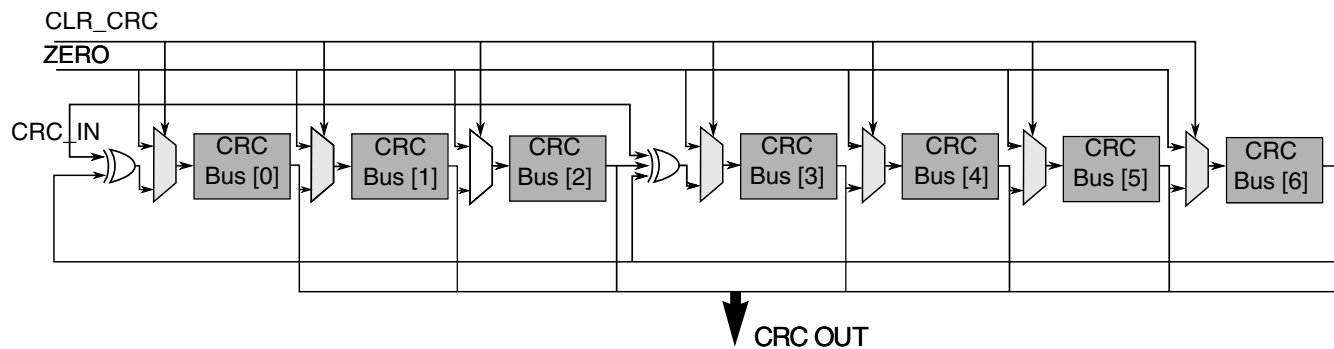 CLR_CRC
ZERO
CRC_IN
CRC
Bus [0]
CRC
Bus [1]
CRC
Bus [2]
CRC
Bus [3]
CRC
Bus [4]
CRC
Bus [5]
CRC
Bus [6]
CRC OUT